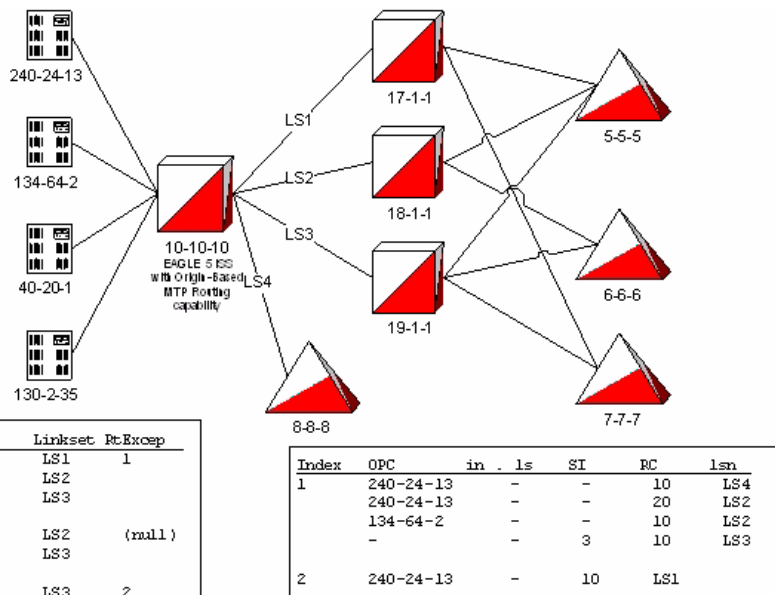 240-24-13
134-64-2
40-20-1
130-2-35
10-10-10
EAGLE 5 ISS
with Origin-Based
MTP Routing
capability
LS1
LS2
LS3
LS4
17-1-1
18-1-1
19-1-1
5-5-5
6-6-6
7-7-7
8-8-8
Linkset RtExcep
LS1 1
LS2
LS3
LS2 (null)
LS3
LS3 2
Index OPC in . ls SI RC lsn
1 240-24-13 - - 10 LS4
240-24-13 - - 20 LS2
134-64-2 - - 10 LS2
- - 3 10 LS3
2 240-24-13 - 10 LS1